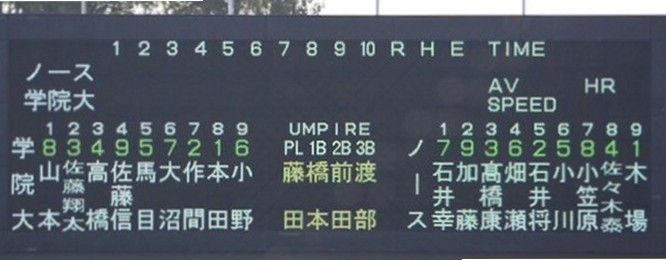 1 2 3 4 5 6 7 8 9 10 R H E TIME
ノース
学院大
AV HR
SPEED
1 2 3 4 5 6 7 8 9
学院大
8 3 4 9 5 7 2 1 6
山本
佐藤翔太
高橋
佐藤信
馬目
大沼
作間
本田
小野
UMPIRE
PL 1B 2B 3B
藤田
橋本
前田
渡部
1 2 3 4 5 6 7 8 9
ノース
7 9 3 6 2 5 8 4 1
石井幸
加藤
髙橋康
畑瀬
石井将
小川
小笠原
佐々木泰
木場